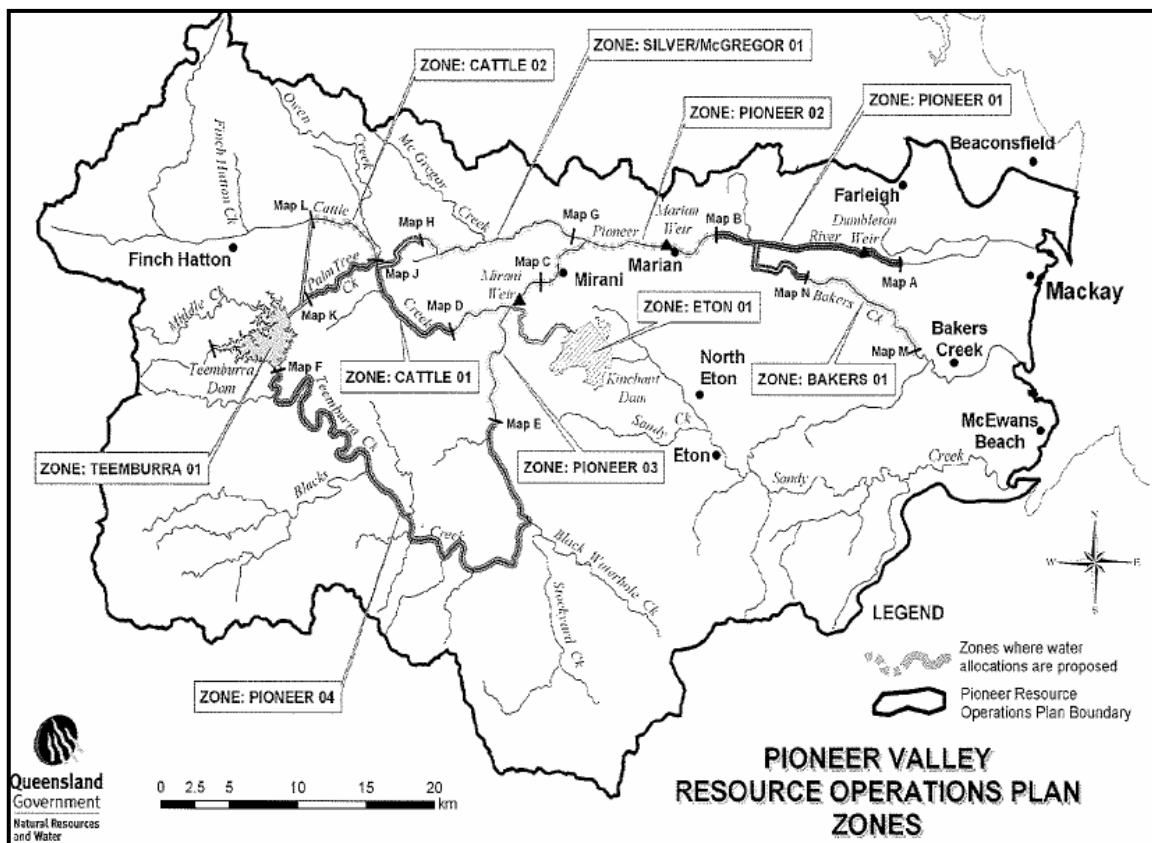 ZONE: SILVER/McGREGOR 01
ZONE: CATTLE 02
ZONE: PIONEER 02
ZONE: PIONEER 01
Beaconsfield
Farleigh
Owen
Creek
Mc Gregor
Creek
Finch Hatton Ck
Map L
Cattle
Map H
Map G
Pioneer
Marian
Weir
Map B
River
Dumbleton
Weir
Finch Hatton
Palm Tree
Ck
Map J
Map C
Mirani
Marian
Map A
Mackay
Middle Ck
Map K
Creek
Map D
Mirani
Weir
ZONE: ETON 01
Map N
Bakers
Ck
Map M
Bakers
Creek
Teemburra
Dam
Map F
ZONE: CATTLE 01
Kinchant
Dam
North
Eton
ZONE: BAKERS 01
Teemburra
Ck
Map E
Sandy
Ck
McEwans
Beach
ZONE: TEEMBURRA 01
ZONE: PIONEER 03
Eton
Sandy
Creek
Blacks
Creek
Black Waterhole Ck
Stockyard Ck
N
W
E
S
ZONE: PIONEER 04
LEGEND
Zones where water
allocations are proposed
Pioneer Resource
Operations Plan Boundary
Queensland
Government
Natural Resources
and Water
0 2.5 5 10 15 20
km
PIONEER VALLEY
RESOURCE OPERATIONS PLAN
ZONES